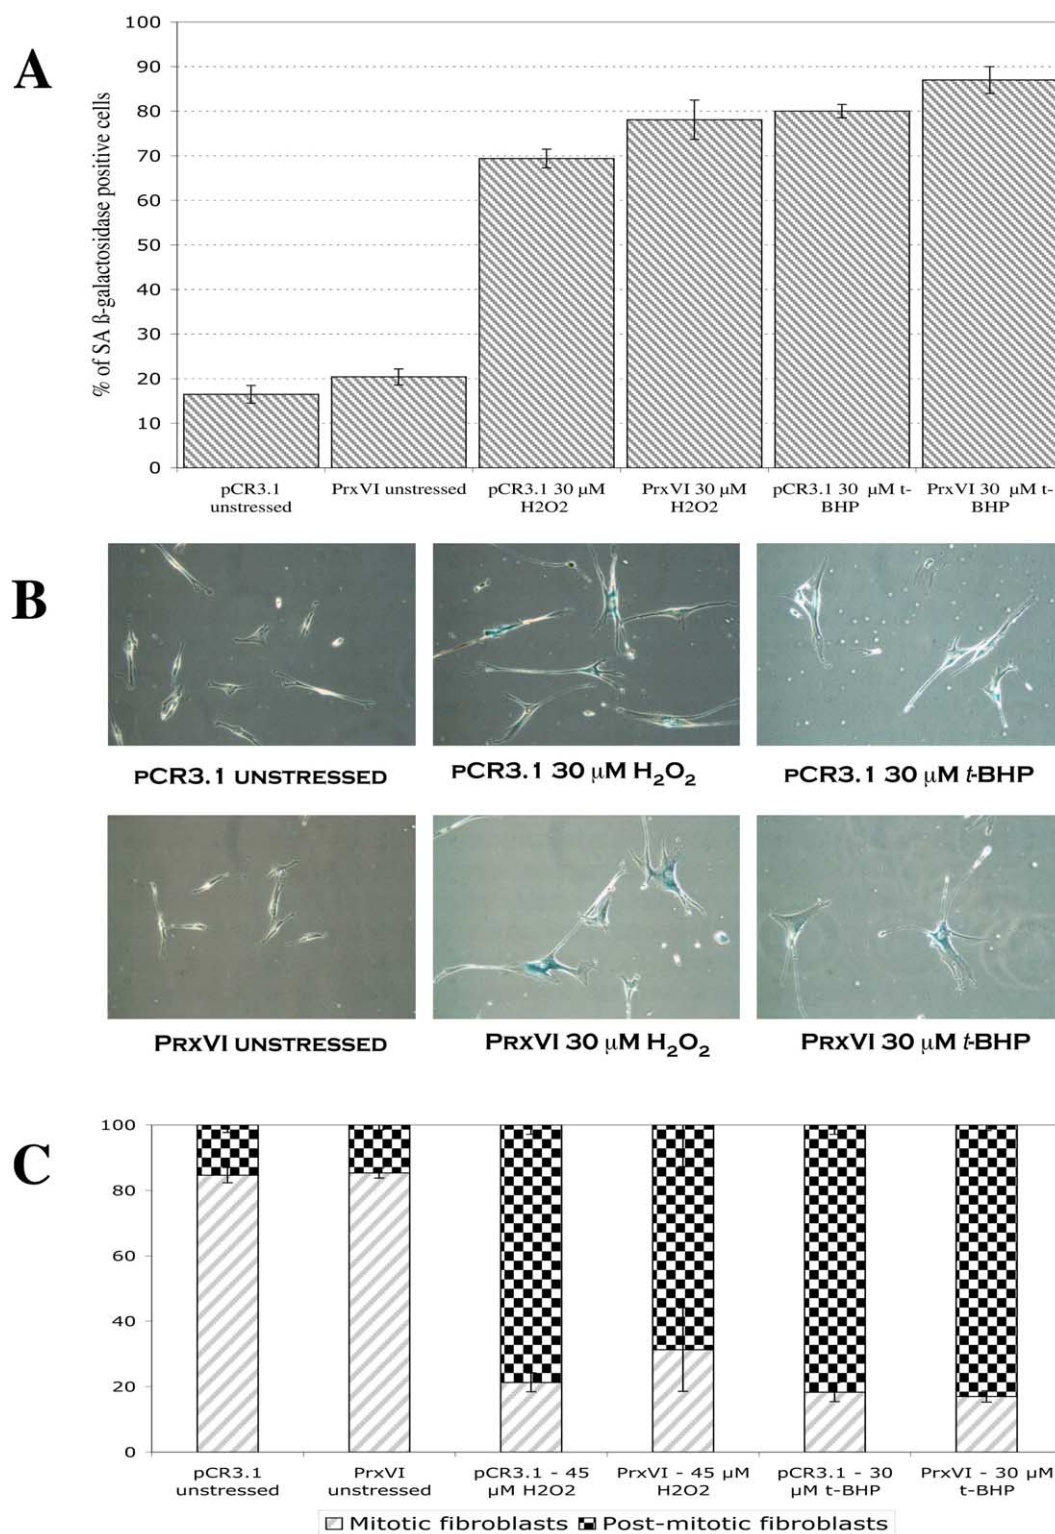 A
% of SA ß-galactosidase positive cells
100
90
80
70
60
50
40
30
20
10
0
pCR3.1
unstressed
PrxVI unstressed
pCR3.1 30 µM
H2O2
PrxVI 30 µM
H2O2
pCR3.1 30 µM t-
BHP
PrxVI 30 µM t-
BHP
B
PCR3.1 UNSTRESSED
PCR3.1 30 µM H₂O₂
PCR3.1 30 µM t-BHP
PRXVI UNSTRESSED
PRXVI 30 µM H₂O₂
PRXVI 30 µM t-BHP
C
100
80
60
40
20
0
pCR3.1
unstressed
PrxVI
unstressed
pCR3.1 - 45
µM H2O2
PrxVI - 45 µM
H2O2
pCR3.1 - 30
µM t-BHP
PrxVI - 30 µM
t-BHP
Mitotic fibroblasts Post-mitotic fibroblasts